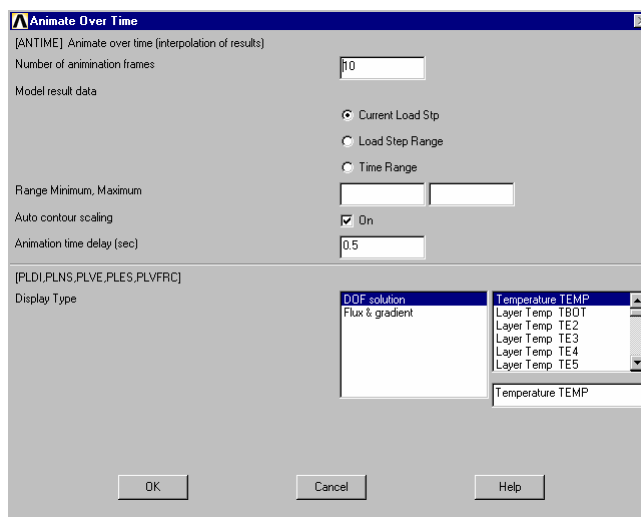 Animate Over Time
[ANTIME] Animate over time (interpolation of results)
Number of animination frames
10
Model result data
Current Load Stp
Load Step Range
Time Range
Range Minimum, Maximum
Auto contour scaling
On
Animation time delay (sec)
0.5
[PLDI,PLNS,PLVE,PLES,PLVFRC]
Display Type
DOF solution
Flux & gradient
Temperature TEMP
Layer Temp TBOT
Layer Temp TE2
Layer Temp TE3
Layer Temp TE4
Layer Temp TE5
Temperature TEMP
OK
Cancel
Help